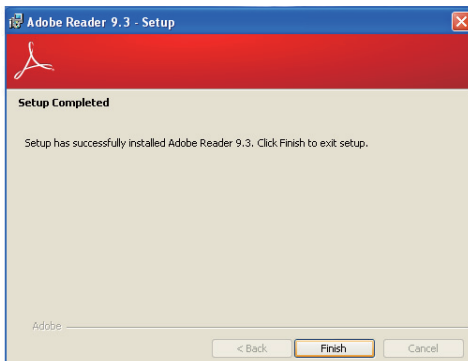 Adobe Reader 9.3 - Setup
Setup Completed
Setup has successfully installed Adobe Reader 9.3. Click Finish to exit setup.
Adobe
< Back
Finish
Cancel